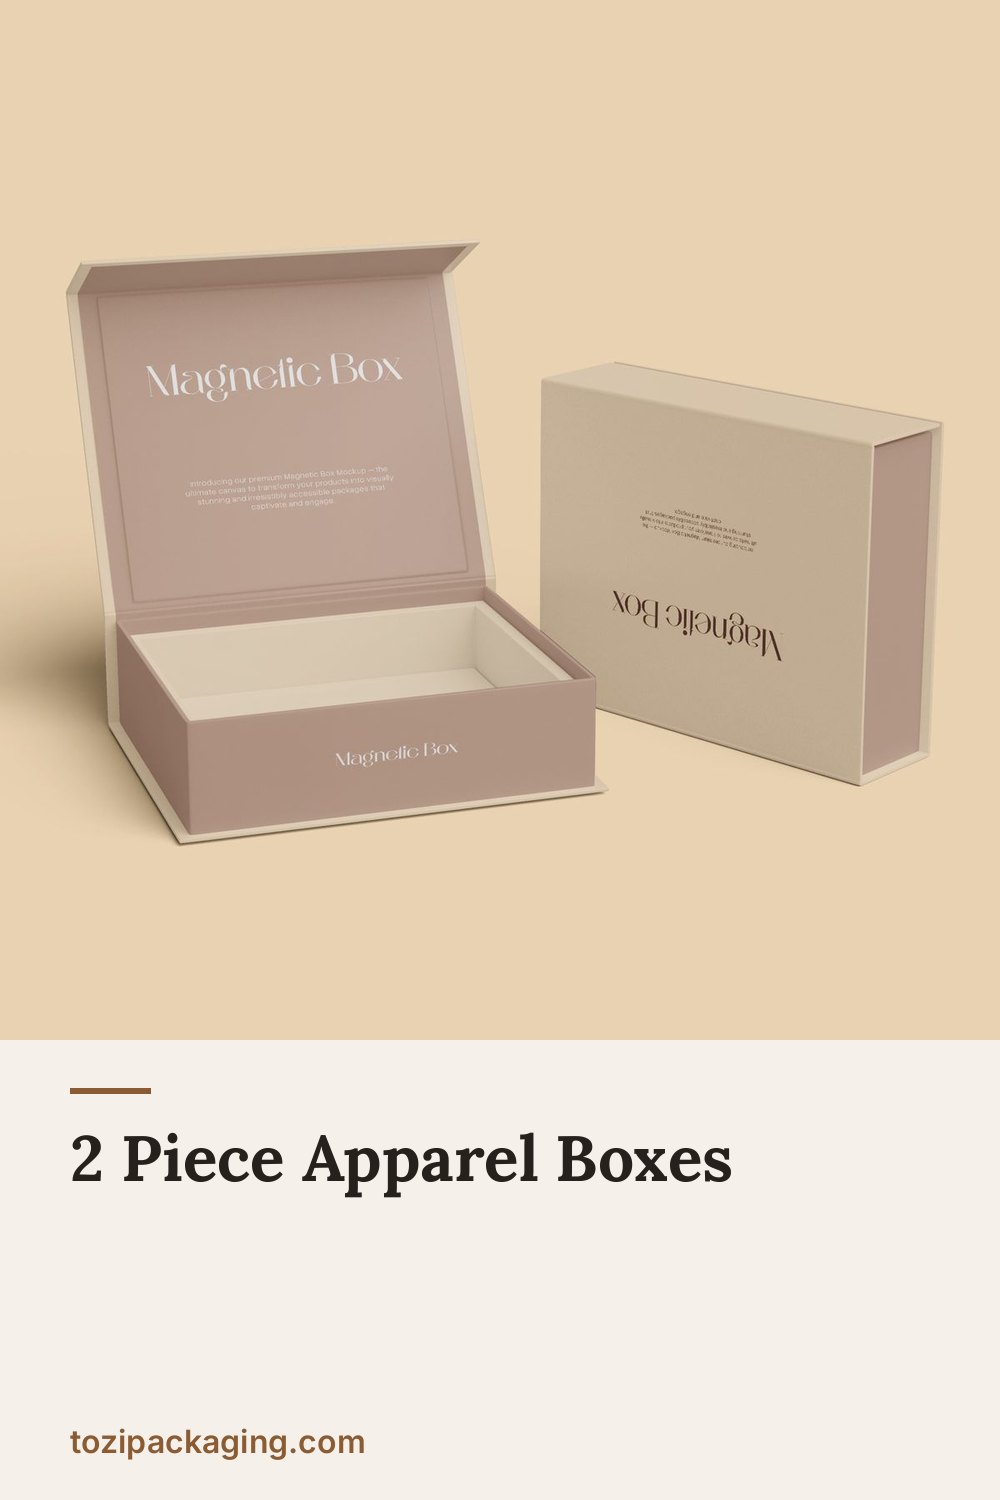 Magnetic Box
Introducing our premium Magnetic Box Mockup — the
ultimate canvas to transform your products into visually
stunning and irresistibly accessible packages that
captivate and engage.
Magnetic Box
Magnetic Box
2 Piece Apparel Boxes
tozipackaging.com